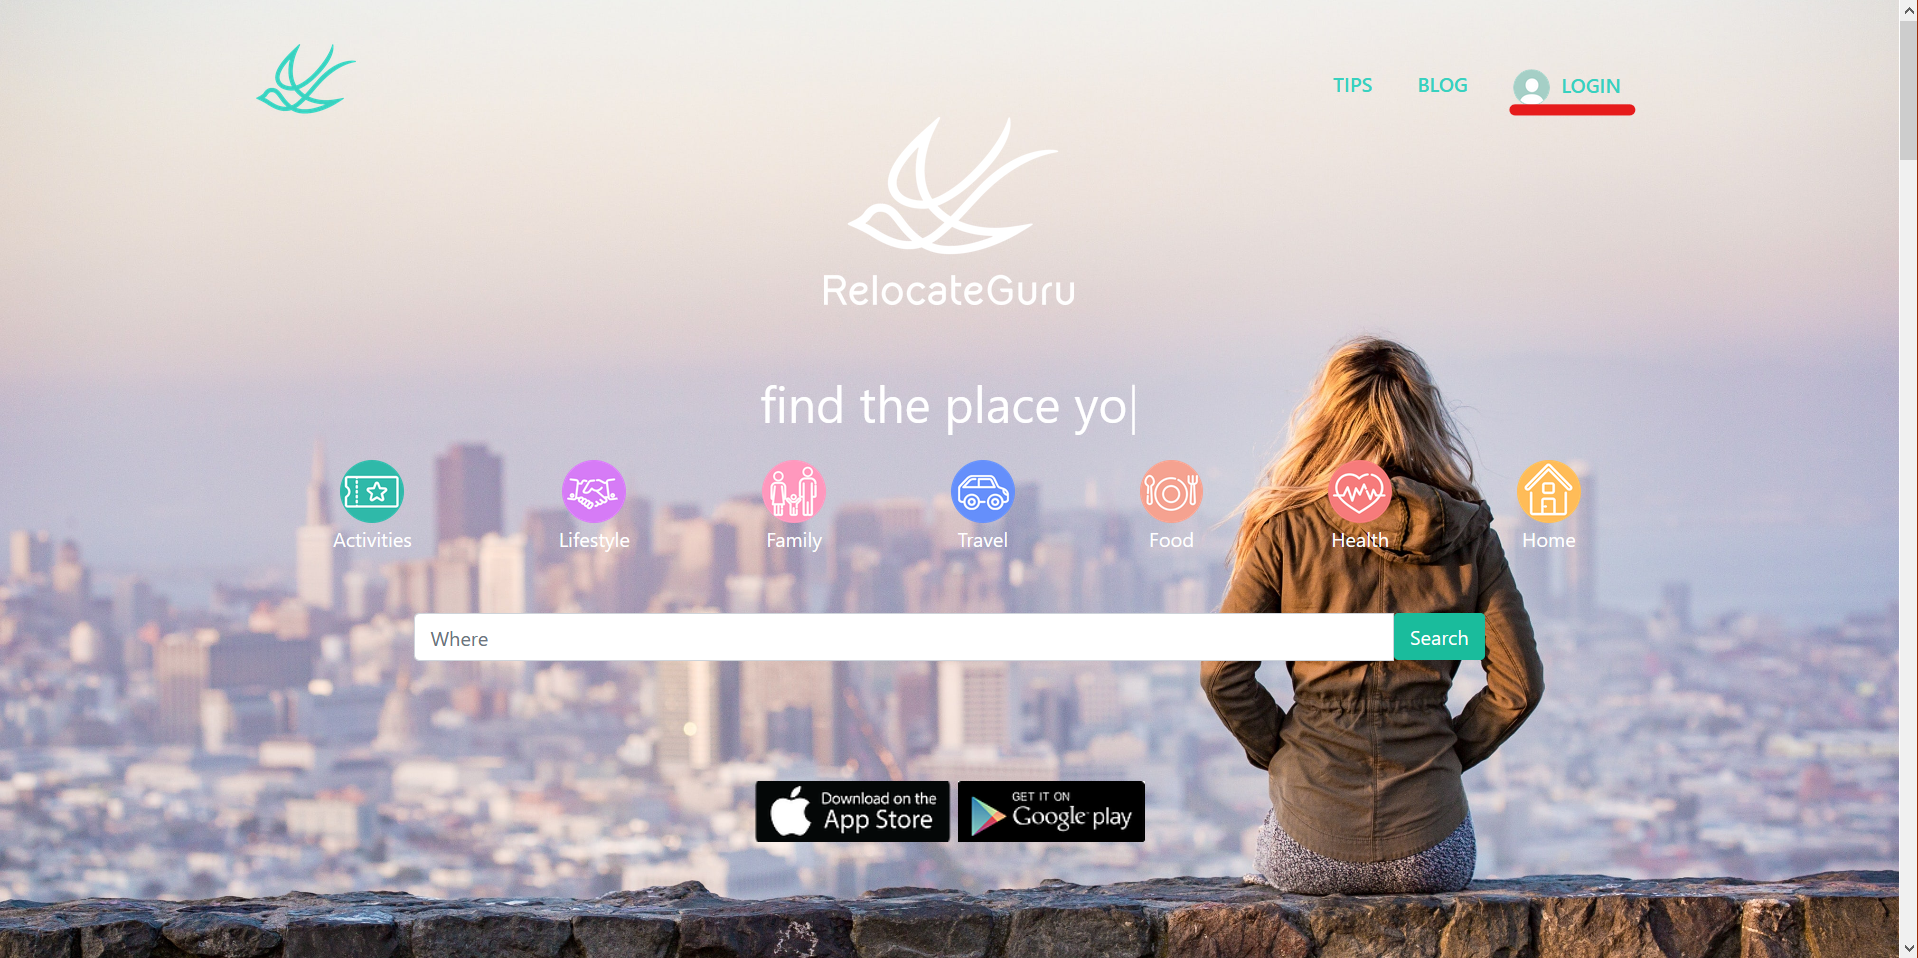 TIPS BLOG LOGIN
RelocateGuru
find the place yo
Activities Lifestyle Family Travel Food Health Home
Where Search
Download on the App Store
GET IT ON Google play